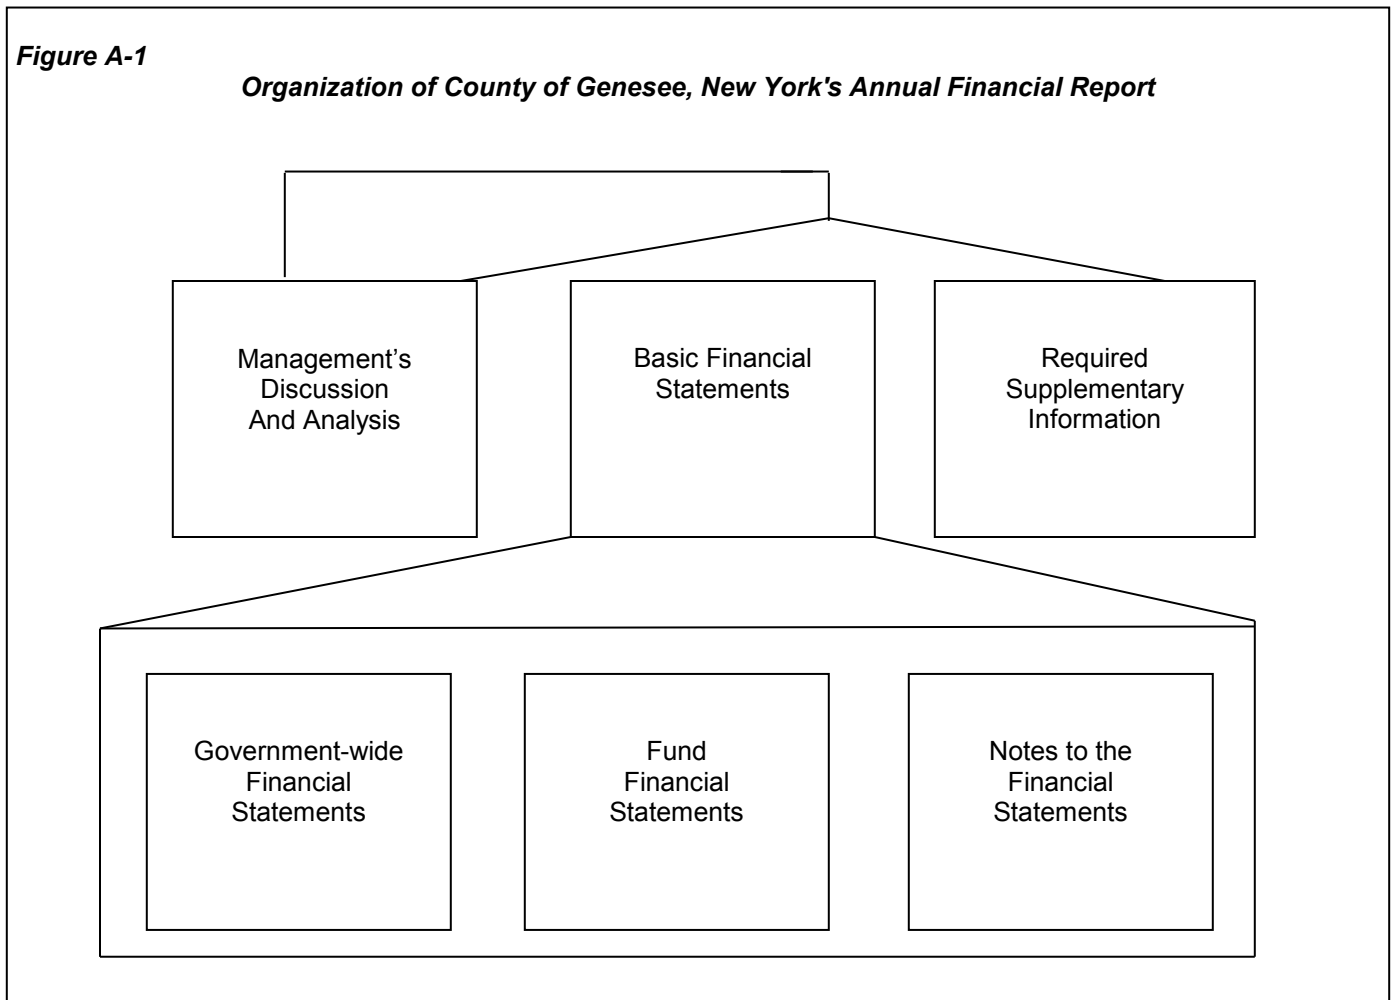 Figure A-1
Organization of County of Genesee, New York's Annual Financial Report
Management’s
Discussion
And Analysis
Basic Financial
Statements
Required
Supplementary
Information
Government-wide
Financial
Statements
Fund
Financial
Statements
Notes to the
Financial
Statements